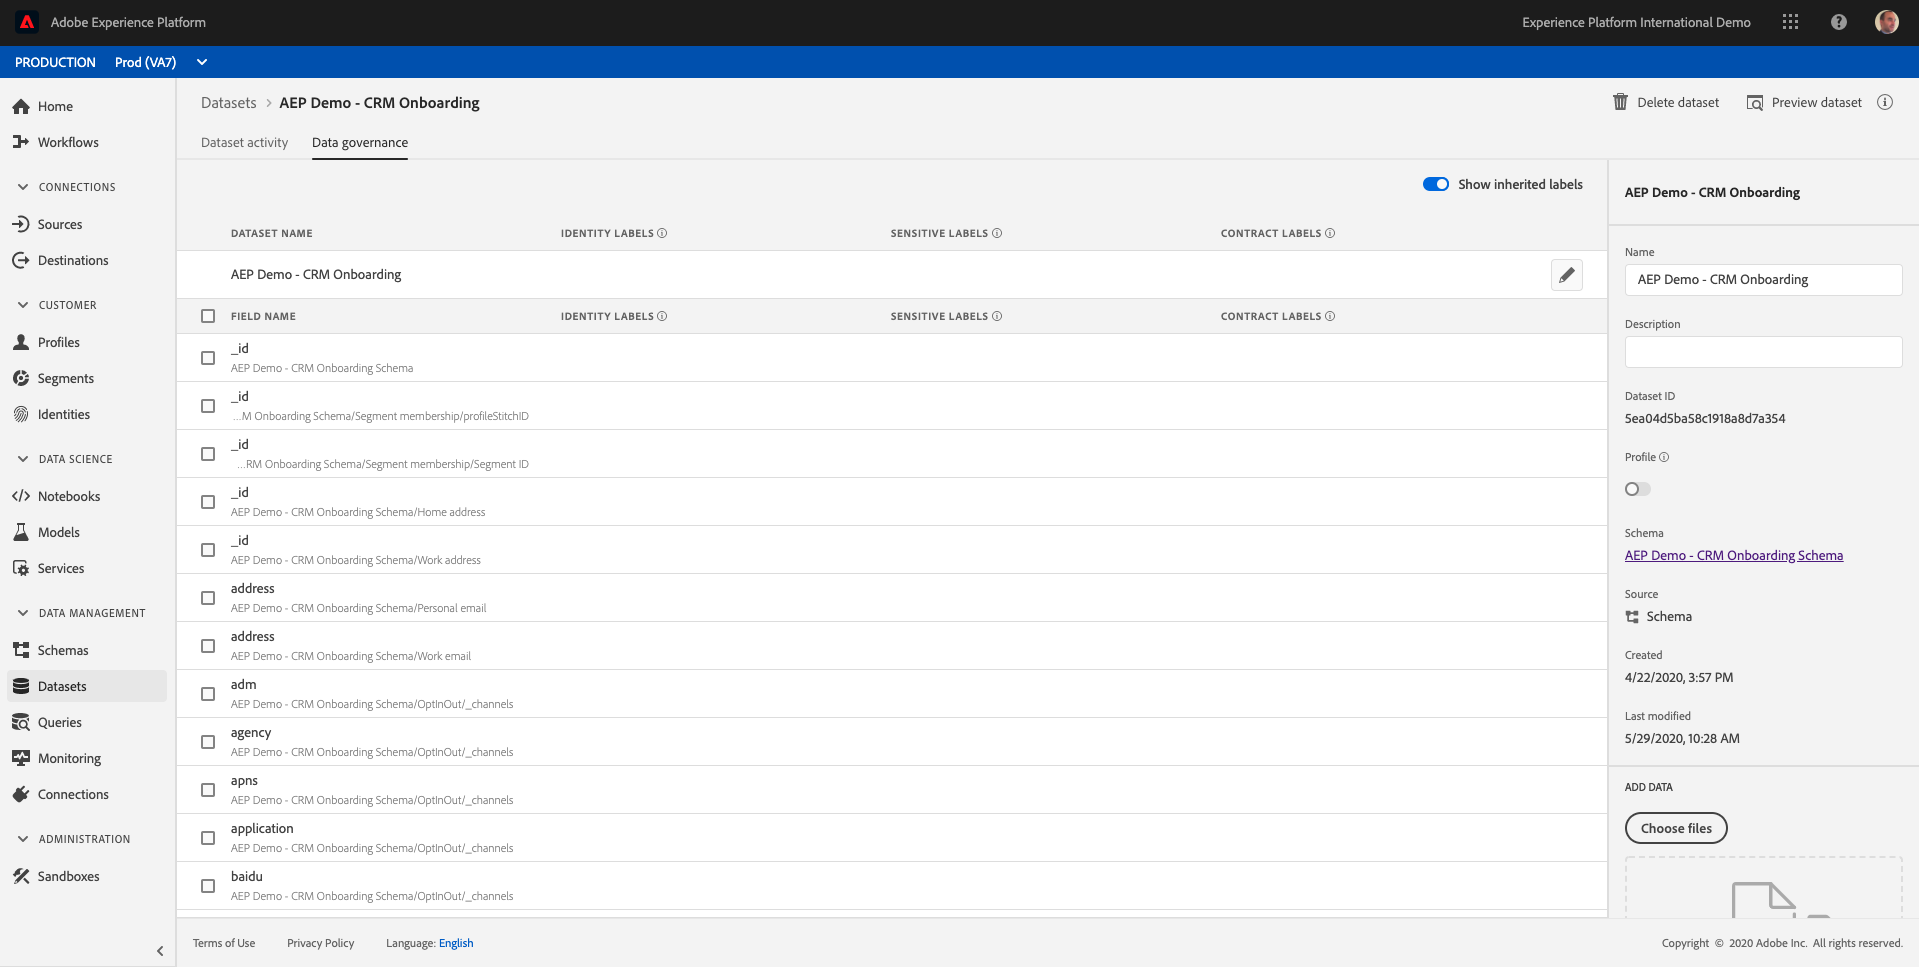 Adobe Experience Platform
Experience Platform International Demo
PRODUCTION Prod (VA7)
Home
Workflows
CONNECTIONS
Sources
Destinations
CUSTOMER
Profiles
Segments
Identities
DATA SCIENCE
Notebooks
Models
Services
DATA MANAGEMENT
Schemas
Datasets
Queries
Monitoring
Connections
ADMINISTRATION
Sandboxes
Datasets > AEP Demo - CRM Onboarding
Delete dataset
Preview dataset
Dataset activity
Data governance
Show inherited labels
DATASET NAME IDENTITY LABELS SENSITIVE LABELS CONTRACT LABELS
AEP Demo - CRM Onboarding
FIELD NAME IDENTITY LABELS SENSITIVE LABELS CONTRACT LABELS
_id
AEP Demo - CRM Onboarding Schema
_id
...M Onboarding Schema/Segment membership/profileStitchID
_id
...RM Onboarding Schema/Segment membership/Segment ID
_id
AEP Demo - CRM Onboarding Schema/Home address
_id
AEP Demo - CRM Onboarding Schema/Work address
address
AEP Demo - CRM Onboarding Schema/Personal email
address
AEP Demo - CRM Onboarding Schema/Work email
adm
AEP Demo - CRM Onboarding Schema/OptInOut/_channels
agency
AEP Demo - CRM Onboarding Schema/OptInOut/_channels
apns
AEP Demo - CRM Onboarding Schema/OptInOut/_channels
application
AEP Demo - CRM Onboarding Schema/OptInOut/_channels
baidu
AEP Demo - CRM Onboarding Schema/OptInOut/_channels
AEP Demo - CRM Onboarding
Name
AEP Demo - CRM Onboarding
Description
Dataset ID
5ea04d5ba58c1918a8d7a354
Profile
Schema
AEP Demo - CRM Onboarding Schema
Source
Schema
Created
4/22/2020, 3:57 PM
Last modified
5/29/2020, 10:28 AM
ADD DATA
Choose files
Terms of Use Privacy Policy Language: English
Copyright © 2020 Adobe Inc. All rights reserved.